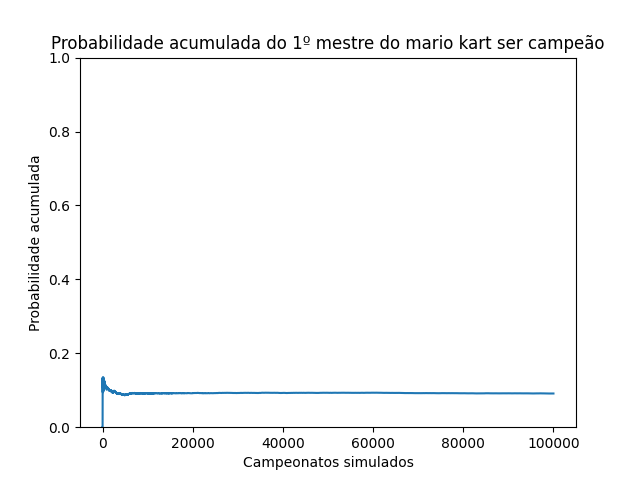 Probabilidade acumulada do 1º mestre do mario kart ser campeão
1.0
0.8
0.6
0.4
0.2
0.0
Probabilidade acumulada
0 20000 40000 60000 80000 100000
Campeonatos simulados